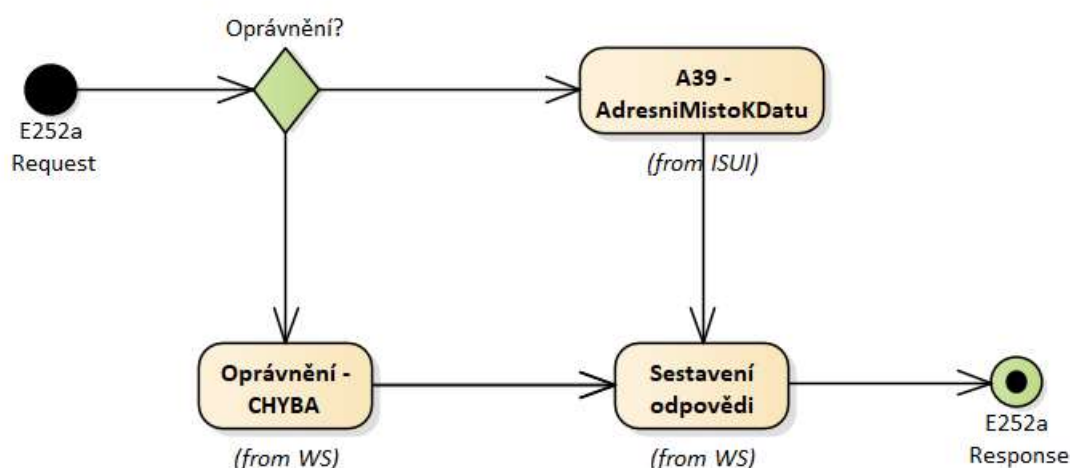 Oprávnění?
E252a
Request
A39 -
AdresniMistoKDatu
(from ISUI)
Oprávnění -
CHYBA
(from WS)
Sestavení
odpovědi
(from WS)
E252a
Response